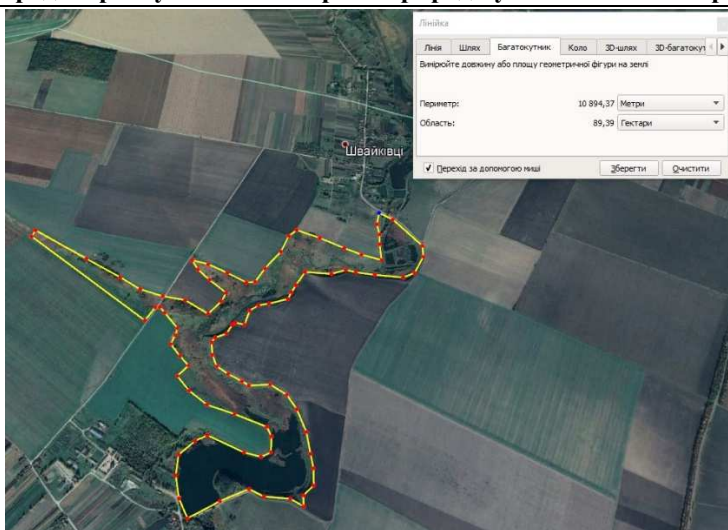 Лінійка
Лінія Шлях Багатокутник Коло 3D-шлях 3D-багатокут
Виміряйте довжину або площу геометричної фігури на землі
Периметр: 10 894,37 Метри
Область: 89,39 Гектари
Перехід за допомогою миші Зберегти Очистити
Швайківці